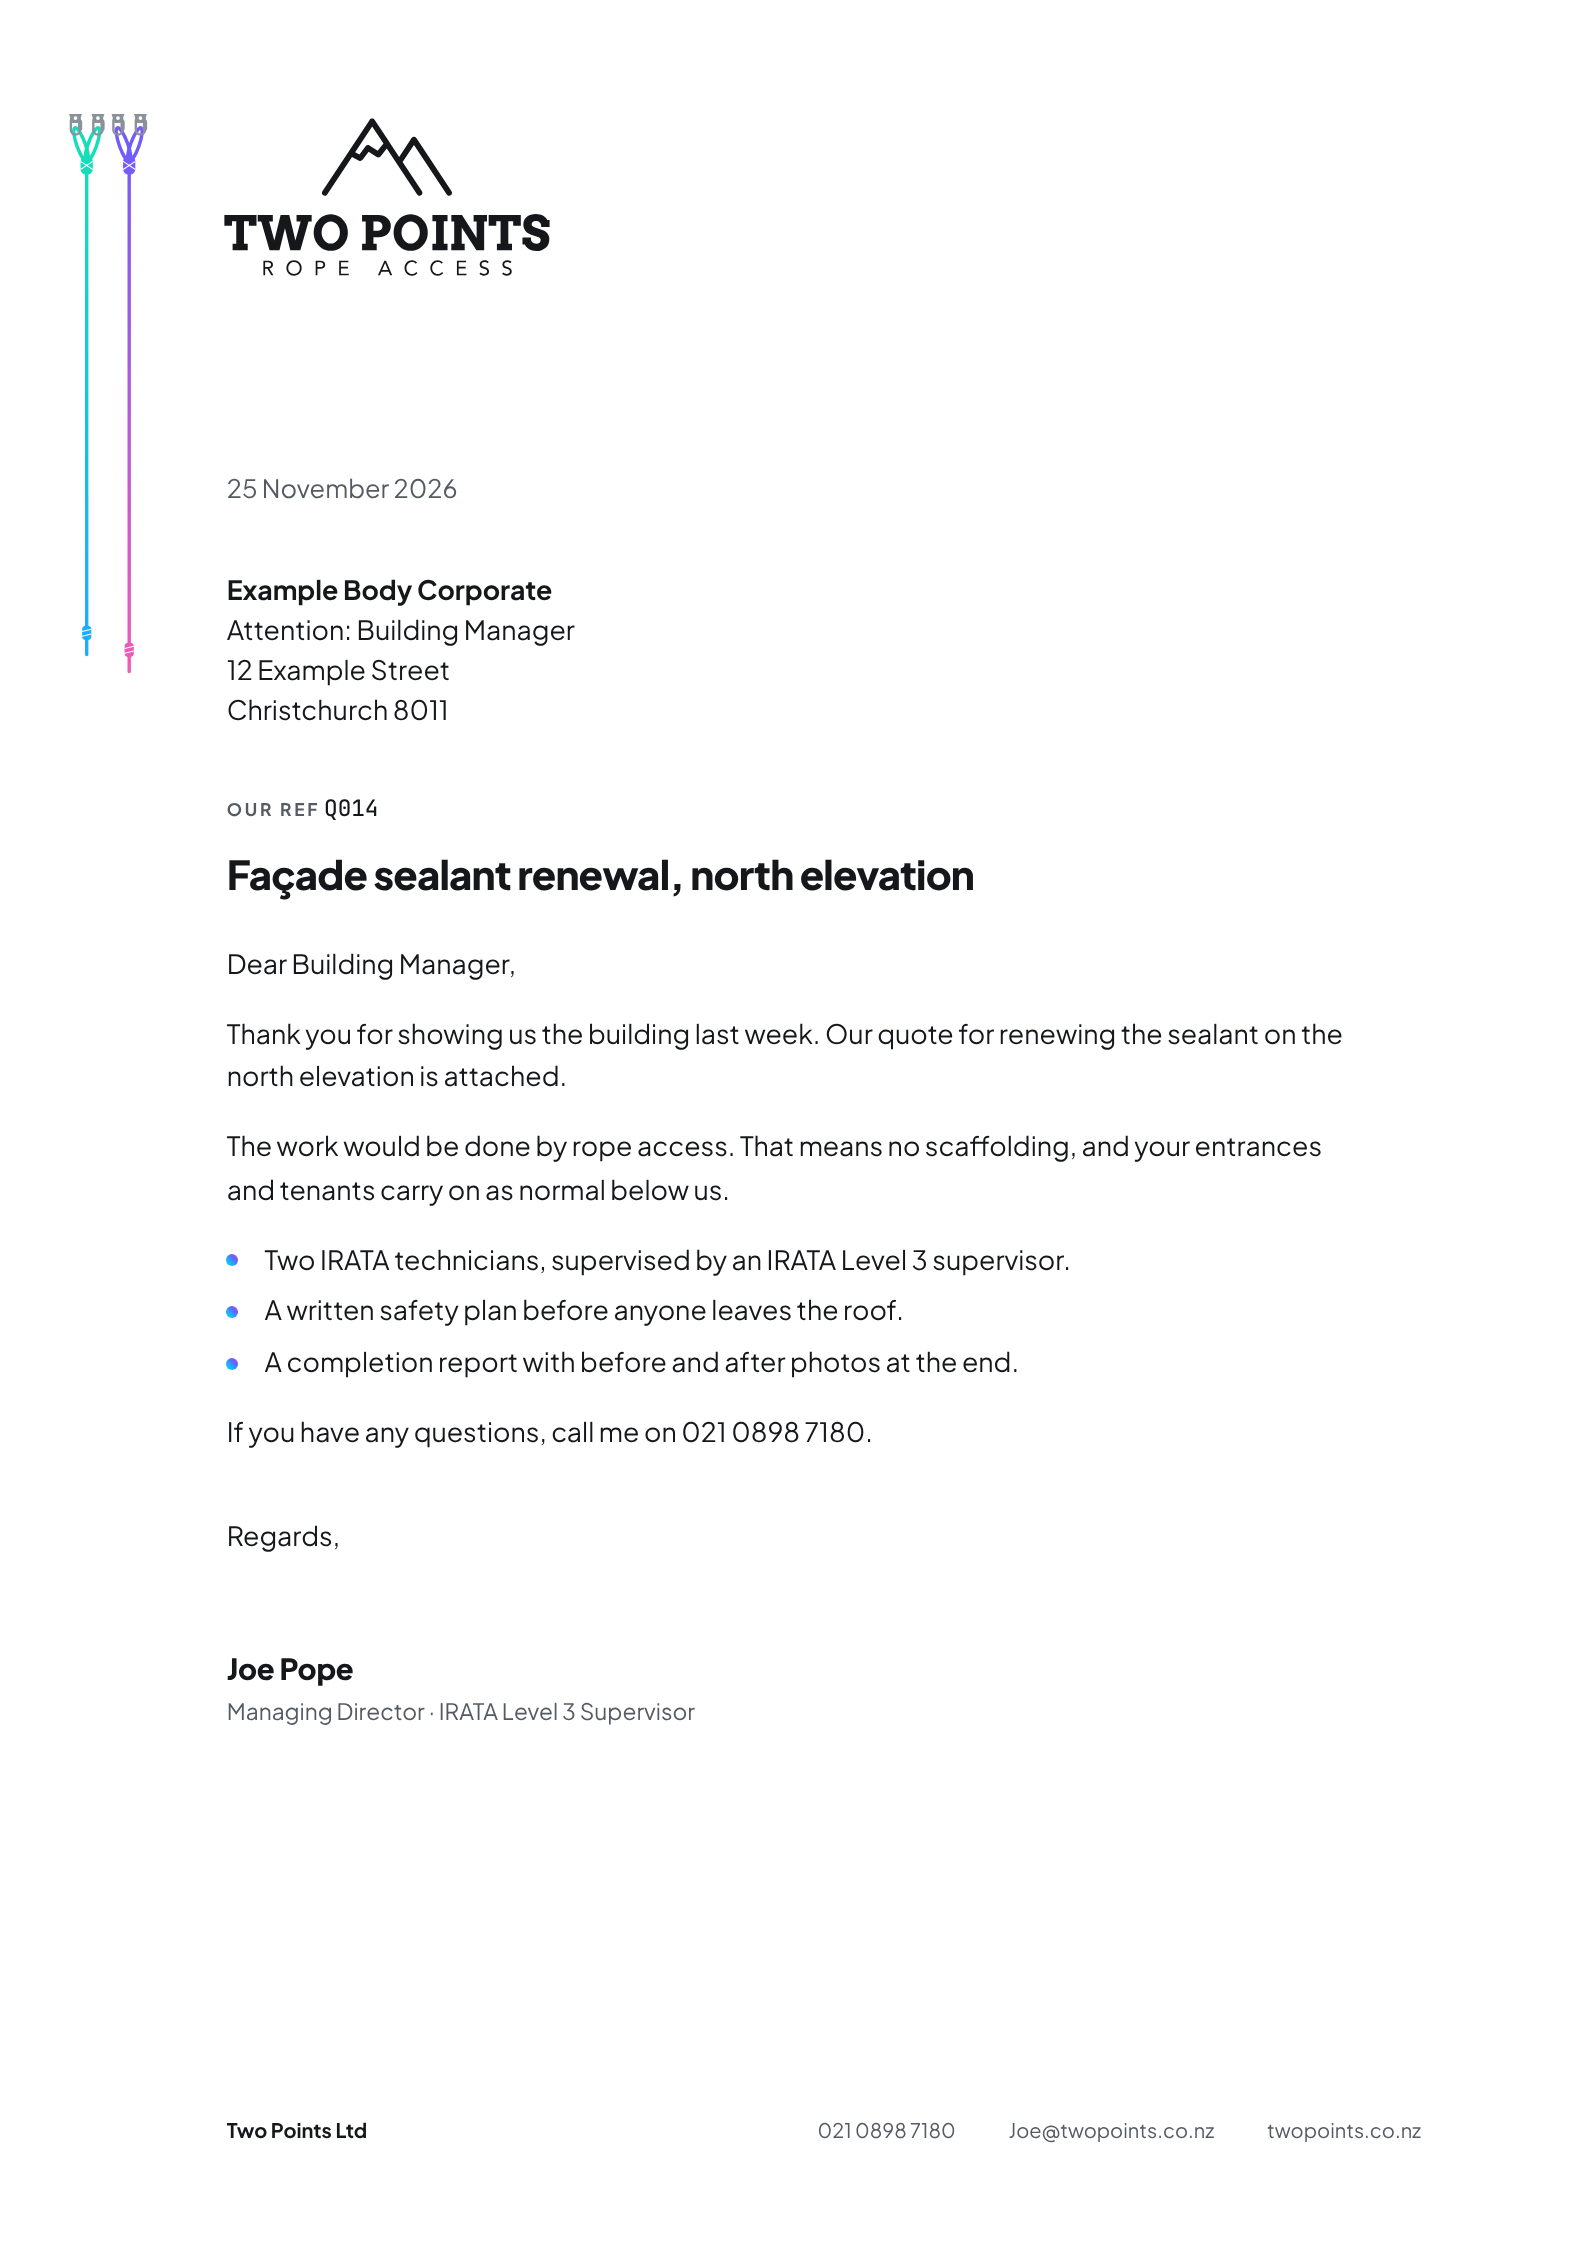 TWO POINTS
ROPE ACCESS
25 November 2026
Example Body Corporate
Attention: Building Manager
12 Example Street
Christchurch 8011
OUR REF Q014
Façade sealant renewal, north elevation
Dear Building Manager,
Thank you for showing us the building last week. Our quote for renewing the sealant on the
north elevation is attached.
The work would be done by rope access. That means no scaffolding, and your entrances
and tenants carry on as normal below us.
Two IRATA technicians, supervised by an IRATA Level 3 supervisor.
A written safety plan before anyone leaves the roof.
A completion report with before and after photos at the end.
If you have any questions, call me on 021 0898 7180.
Regards,
Joe Pope
Managing Director · IRATA Level 3 Supervisor
Two Points Ltd 021 0898 7180 Joe@twopoints.co.nz twopoints.co.nz